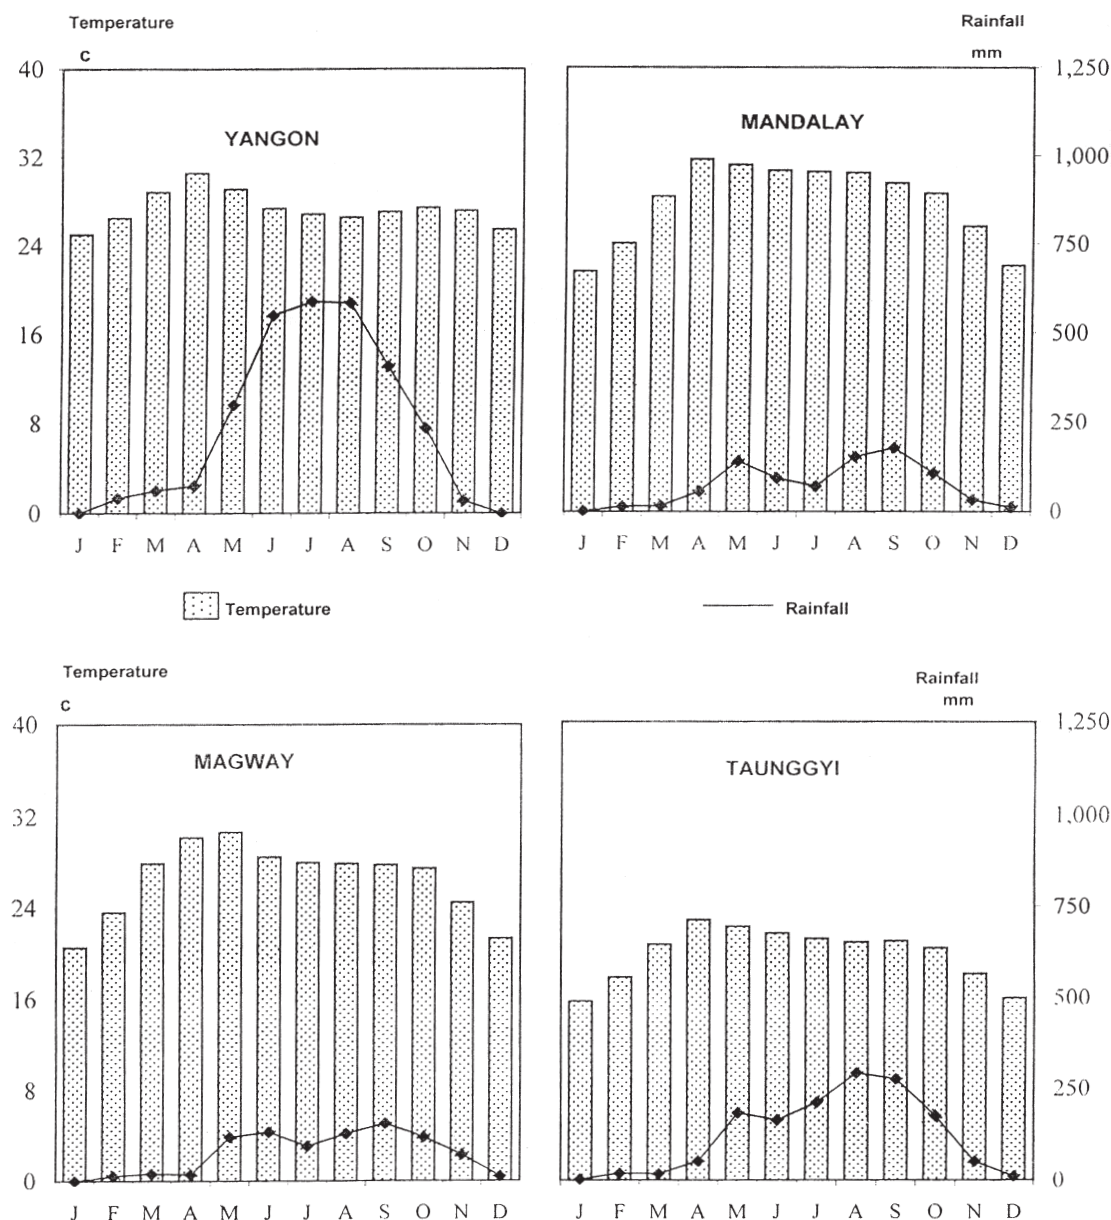 Temperature
C
Rainfall
mm
YANGON
40
32
24
16
8
0
J F M A M J J A S O N D
MANDALAY
1,250
1,000
750
500
250
0
J F M A M J J A S O N D
Temperature
Rainfall
Temperature
C
Rainfall
mm
MAGWAY
40
32
24
16
8
0
J F M A M J J A S O N D
TAUNGGYI
1,250
1,000
750
500
250
0
J F M A M J J A S O N D